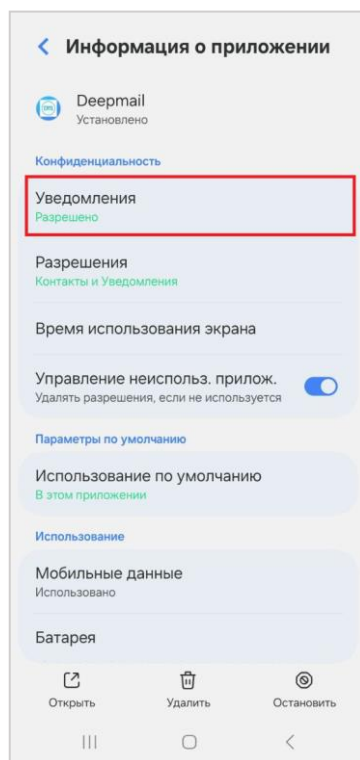 Информация о приложении
Deepmail
Установлено
Конфиденциальность
Уведомления
Разрешено
Разрешения
Контакты и Уведомления
Время использования экрана
Управление неиспольз. прилож.
Удалять разрешения, если не используется
Параметры по умолчанию
Использование по умолчанию
В этом приложении
Использование
Мобильные данные
Использовано
Батарея
Открыть
Удалить
Остановить